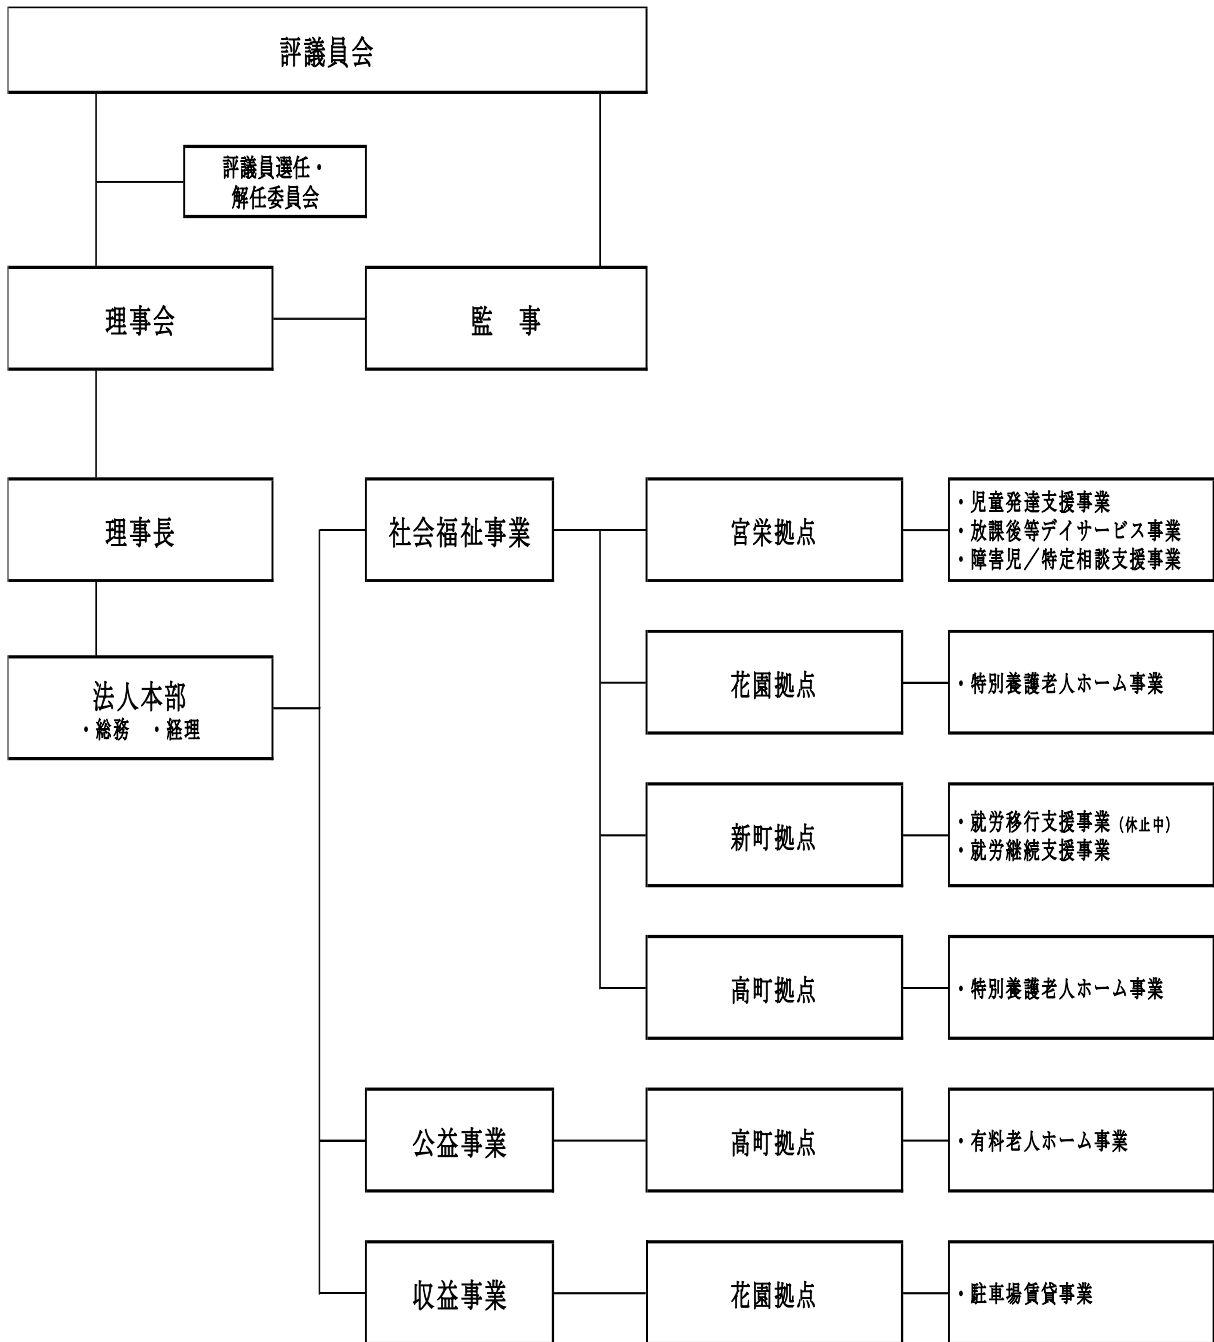 評議員会
評議員選任・
解任委員会
理事会
監　事
理事長
法人本部
・総務　・経理
社会福祉事業
宮栄拠点
・児童発達支援事業
・放課後等デイサービス事業
・障害児／特定相談支援事業
花園拠点
・特別養護老人ホーム事業
新町拠点
・就労移行支援事業（休止中）
・就労継続支援事業
高町拠点
・特別養護老人ホーム事業
公益事業
高町拠点
・有料老人ホーム事業
収益事業
花園拠点
・駐車場賃貸事業